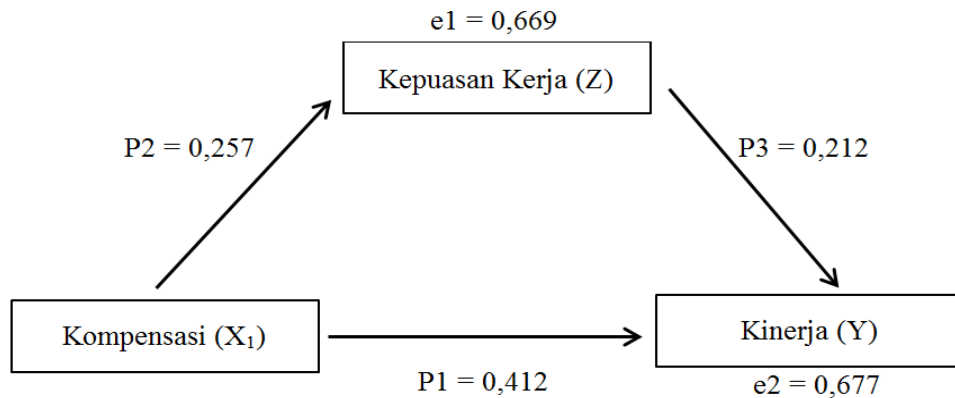 e1 = 0,669
Kepuasan Kerja (Z)
P2 = 0,257
P3 = 0,212
Kompensasi (X₁)
Kinerja (Y)
P1 = 0,412
e2 = 0,677